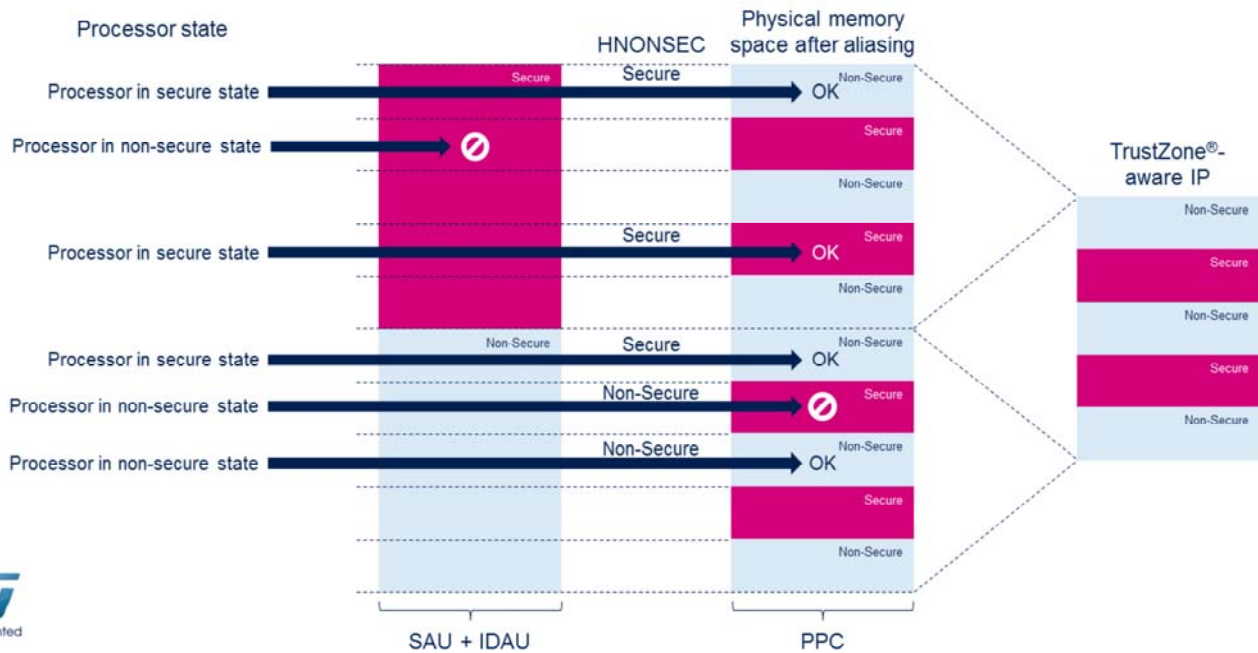 Processor state
HNONSEC
Physical memory
space after aliasing
Secure
Secure
Non-Secure
Processor in secure state
OK
Processor in non-secure state
Secure
TrustZone®-
aware IP
Non-Secure
Non-Secure
Processor in secure state
Secure
Secure
OK
Secure
Non-Secure
Non-Secure
Non-Secure
Secure
Non-Secure
Processor in secure state
OK
Secure
Processor in non-secure state
Non-Secure
Secure
Non-Secure
Processor in non-secure state
Non-Secure
Non-Secure
OK
Secure
Non-Secure
SAU + IDAU
PPC